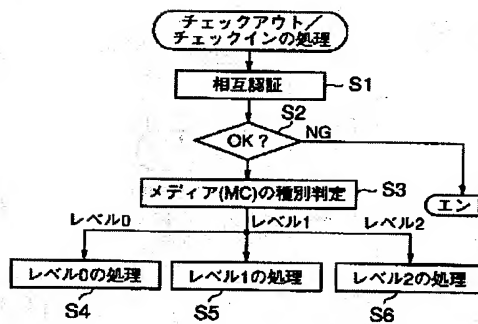 チェックアウト/
チェックインの処理
相互認証
S1
S2
OK?
NG
メディア(MC)の種別判定
S3
エン
レベル0
レベル1
レベル2
レベル0の処理
レベル1の処理
レベル2の処理
S4
S5
S6